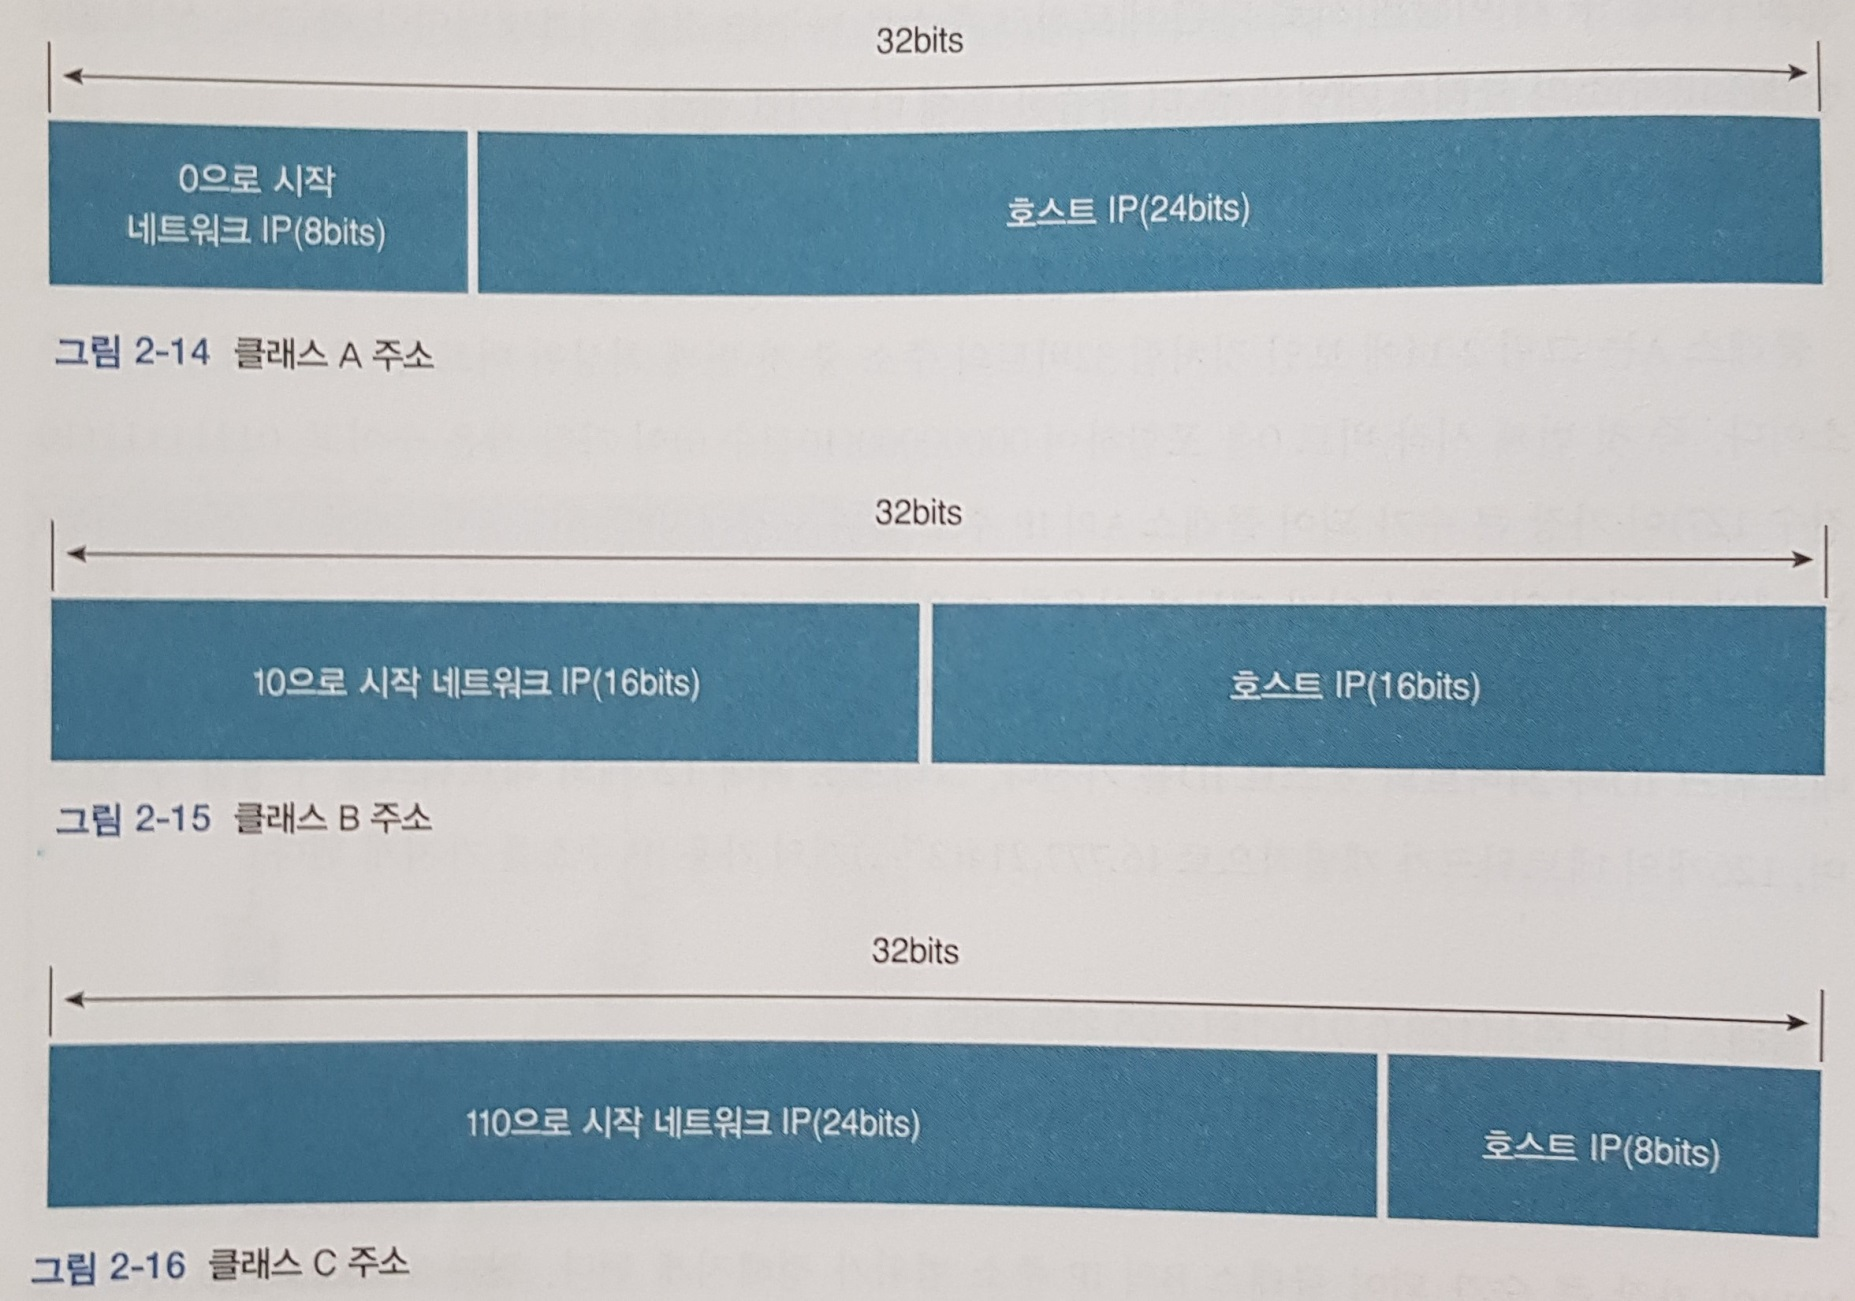 32bits
0으로 시작
네트워크 IP(8bits)
호스트 IP(24bits)
그림 2-14 클래스 A 주소
32bits
10으로 시작 네트워크 IP(16bits)
호스트 IP(16bits)
그림 2-15 클래스 B 주소
32bits
110으로 시작 네트워크 IP(24bits)
호스트 IP(8bits)
그림 2-16 클래스 C 주소